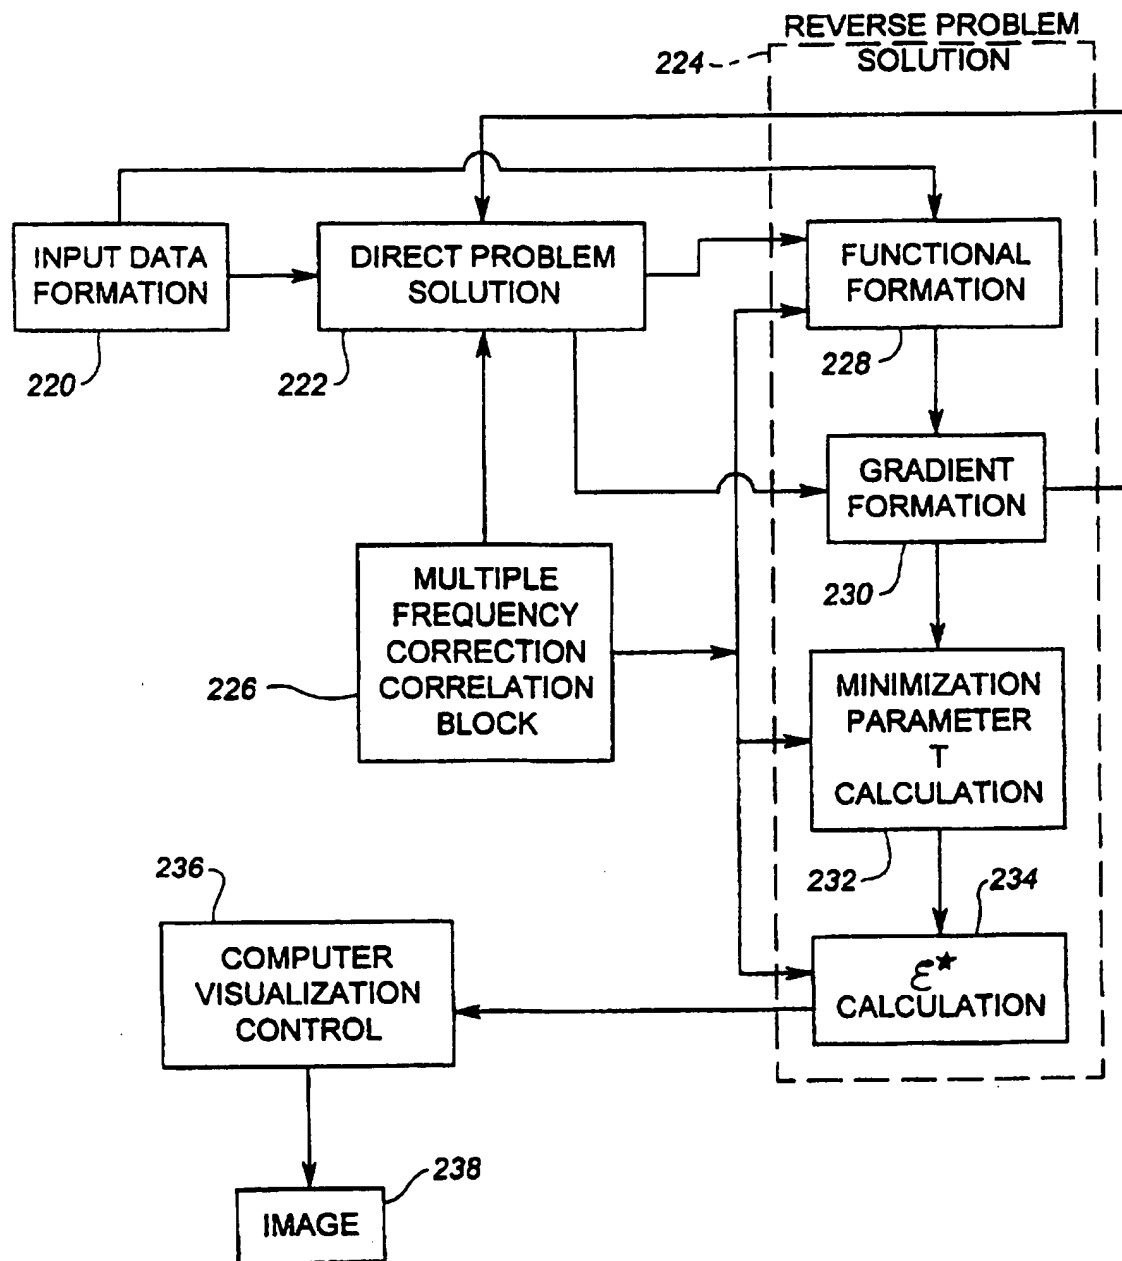 REVERSE PROBLEM
SOLUTION
224
INPUT DATA
FORMATION
220
DIRECT PROBLEM
SOLUTION
222
FUNCTIONAL
FORMATION
228
GRADIENT
FORMATION
230
MULTIPLE
FREQUENCY
CORRECTION
CORRELATION
BLOCK
226
MINIMIZATION
PARAMETER
T
CALCULATION
232
234
ε*
CALCULATION
236
COMPUTER
VISUALIZATION
CONTROL
238
IMAGE